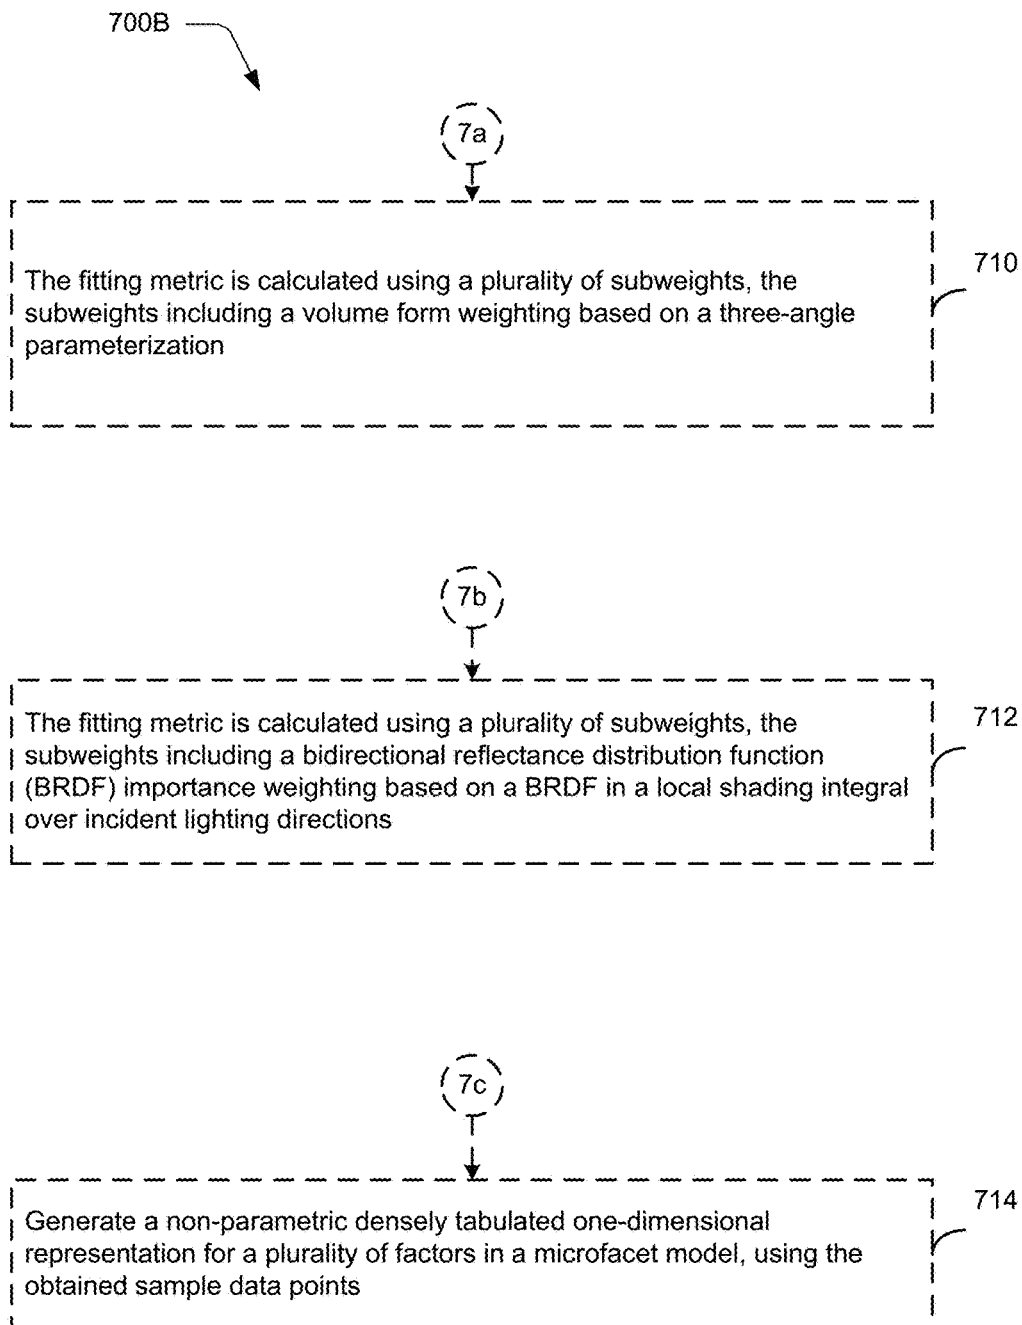 700B
7a
The fitting metric is calculated using a plurality of subweights, the
subweights including a volume form weighting based on a three-angle
parameterization
710
7b
The fitting metric is calculated using a plurality of subweights, the
subweights including a bidirectional reflectance distribution function
(BRDF) importance weighting based on a BRDF in a local shading integral
over incident lighting directions
712
7c
Generate a non-parametric densely tabulated one-dimensional
representation for a plurality of factors in a microfacet model, using the
obtained sample data points
714